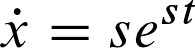 ẋ = se^{st}